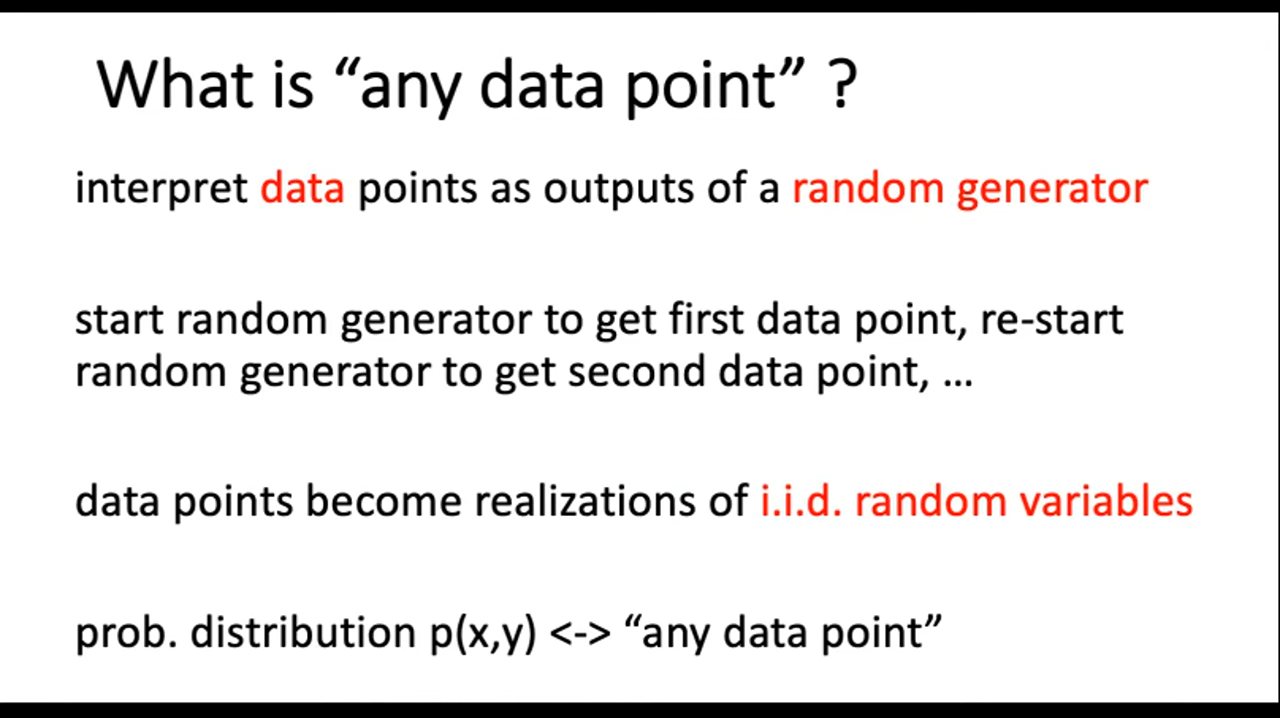 What is “any data point” ?
interpret data points as outputs of a random generator
start random generator to get first data point, re-start
random generator to get second data point, …
data points become realizations of i.i.d. random variables
prob. distribution p(x,y) <-> “any data point”